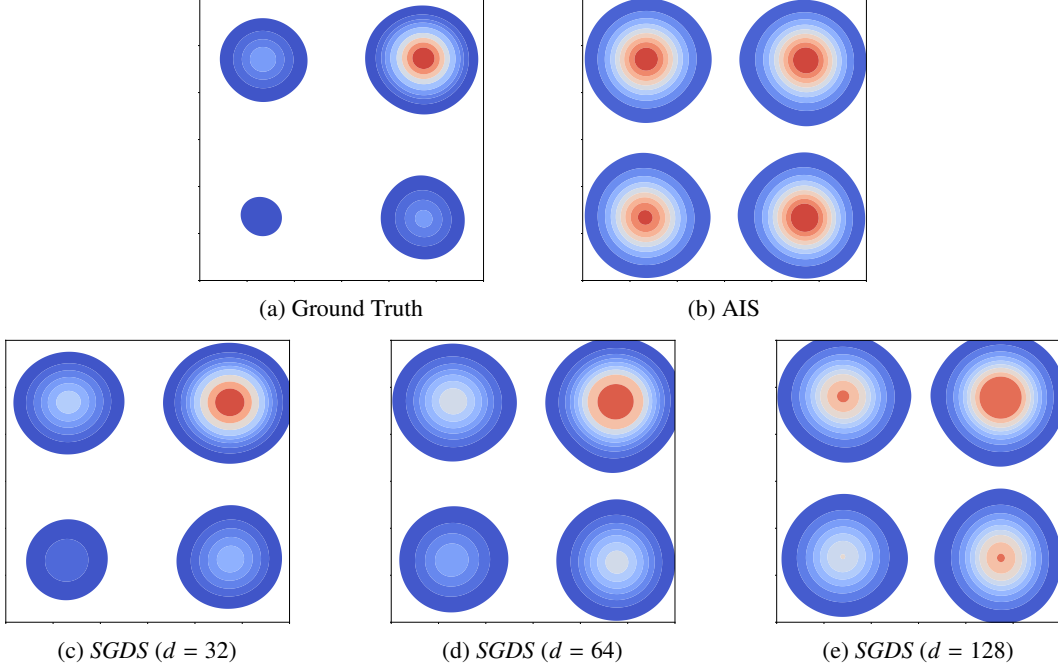 (a) Ground Truth
(b) AIS
(c) SGDS (d = 32)
(d) SGDS (d = 64)
(e) SGDS (d = 128)